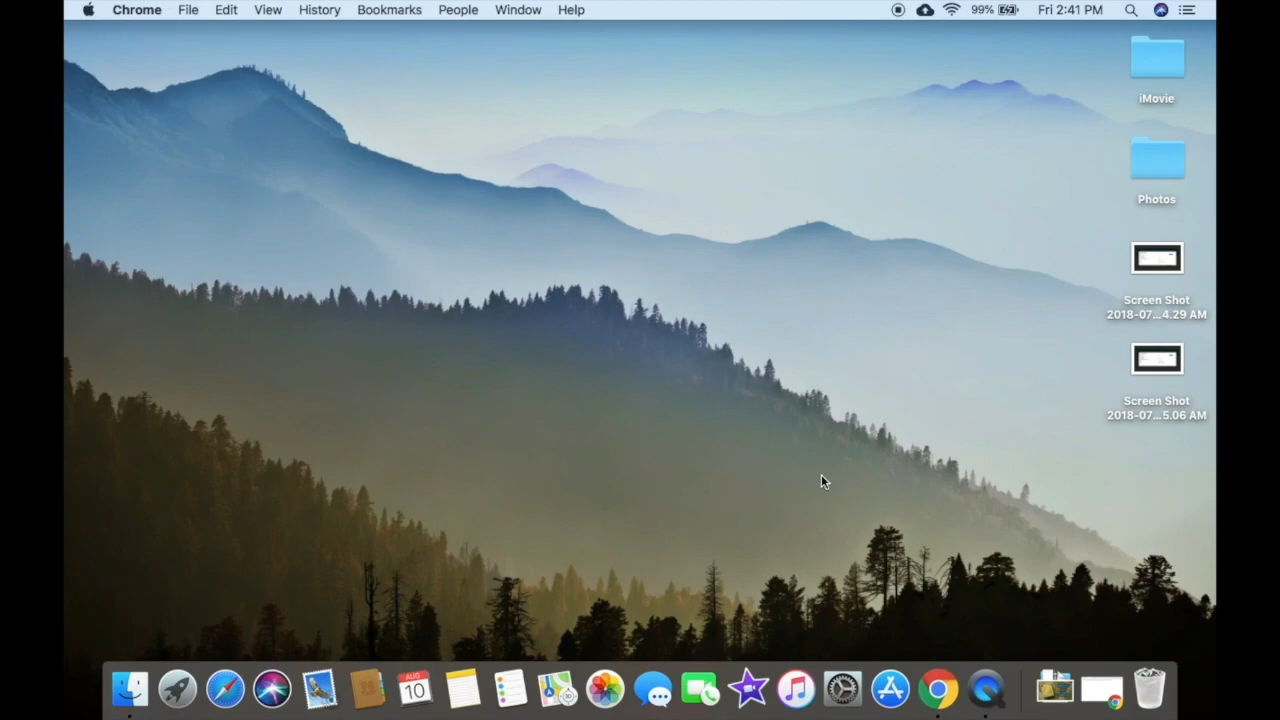 Chrome File Edit View History Bookmarks People Window Help 99% Fri 2:41 PM
iMovie
Photos
Screen Shot
2018-07...4.29 AM
Screen Shot
2018-07...5.06 AM
AUG
10